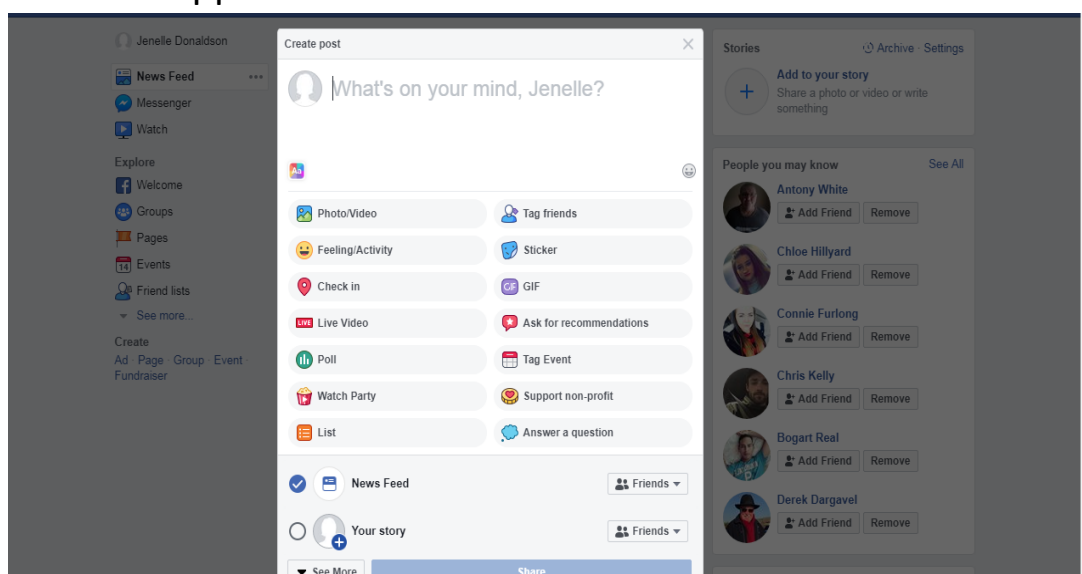 Jenelle Donaldson
News Feed
Messenger
Watch
Explore
Welcome
Groups
Pages
14 Events
Friend lists
See more...
Create
Ad · Page · Group · Event ·
Fundraiser
Create post
What's on your mind, Jenelle?
Aa
Photo/Video
Tag friends
Feeling/Activity
Sticker
Check in
GIF GIF
LIVE Live Video
Ask for recommendations
Poll
Tag Event
Watch Party
Support non-profit
List
Answer a question
News Feed
Friends
Your story
Friends
See More
Share
Stories
Archive · Settings
Add to your story
Share a photo or video or write
something
People you may know
See All
Antony White
Add Friend Remove
Chloe Hillyard
Add Friend Remove
Connie Furlong
Add Friend Remove
Chris Kelly
Add Friend Remove
Bogart Real
Add Friend Remove
Derek Dargavel
Add Friend Remove